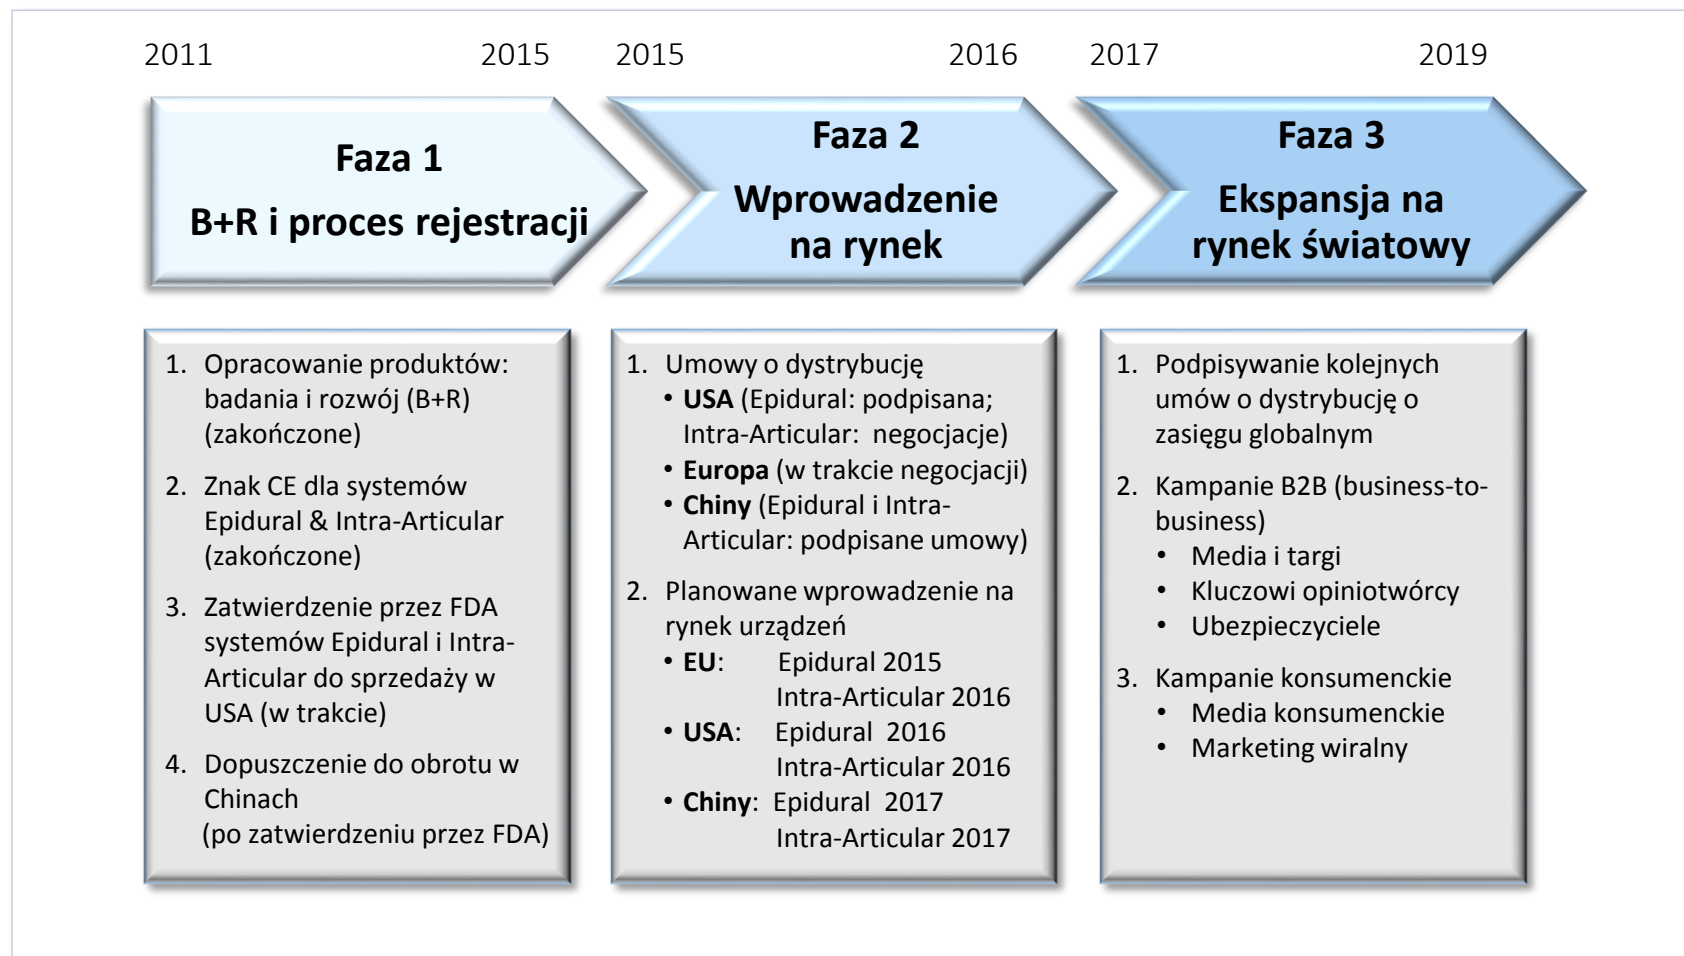 2011 2015 2015 2016 2017 2019
Faza 1
B+R i proces rejestracji
Faza 2
Wprowadzenie
na rynek
Faza 3
Ekspansja na
rynek światowy
1. Opracowanie produktów:
badania i rozwój (B+R)
(zakończone)
2. Znak CE dla systemów
Epidural & Intra-Articular
(zakończone)
3. Zatwierdzenie przez FDA
systemów Epidural i Intra-
Articular do sprzedaży w
USA (w trakcie)
4. Dopuszczenie do obrotu w
Chinach
(po zatwierdzeniu przez FDA)
1. Umowy o dystrybucję
• USA (Epidural: podpisana;
Intra-Articular: negocjacje)
• Europa (w trakcie negocjacji)
• Chiny (Epidural i Intra-
Articular: podpisane umowy)
2. Planowane wprowadzenie na
rynek urządzeń
• EU: Epidural 2015
Intra-Articular 2016
• USA: Epidural 2016
Intra-Articular 2016
• Chiny: Epidural 2017
Intra-Articular 2017
1. Podpisywanie kolejnych
umów o dystrybucję o
zasięgu globalnym
2. Kampanie B2B (business-to-
business)
• Media i targi
• Kluczowi opiniotwórcy
• Ubezpieczyciele
3. Kampanie konsumenckie
• Media konsumenckie
• Marketing wiralny